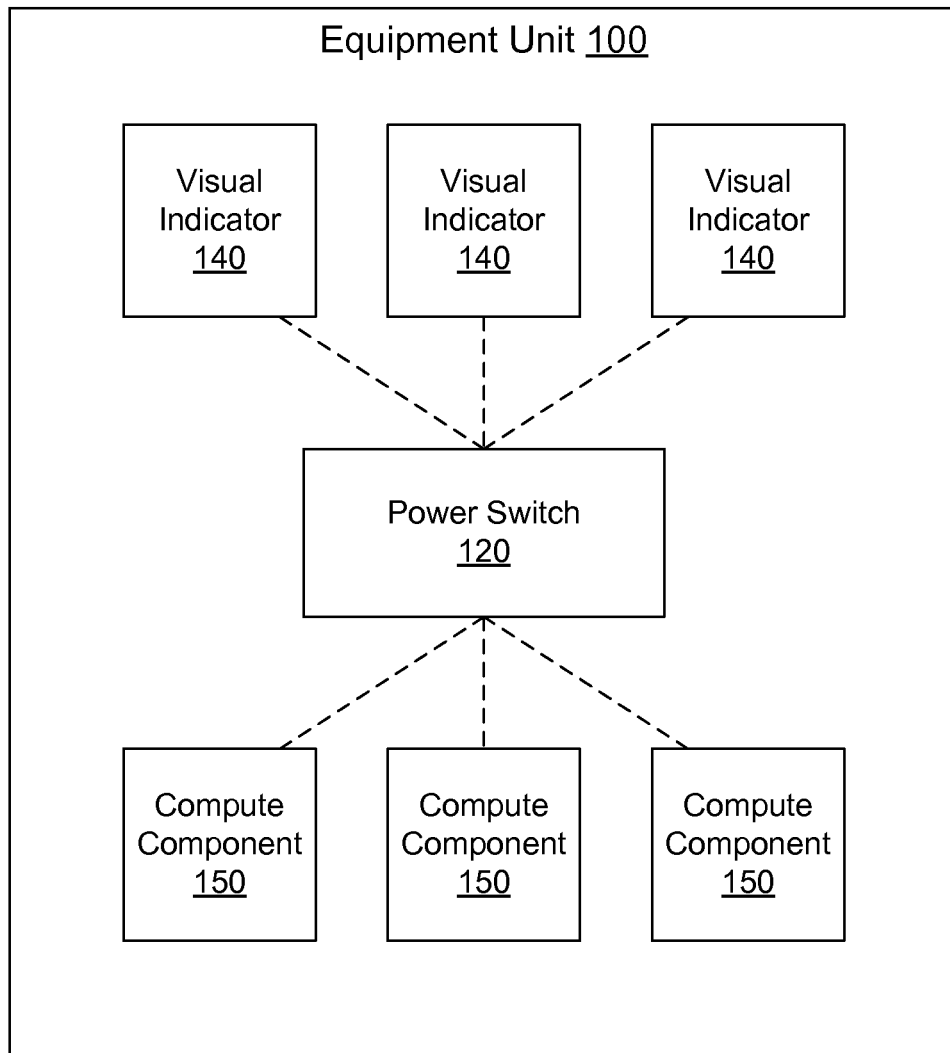 Equipment Unit 100
Visual
Indicator
140
Visual
Indicator
140
Visual
Indicator
140
Power Switch
120
Compute
Component
150
Compute
Component
150
Compute
Component
150